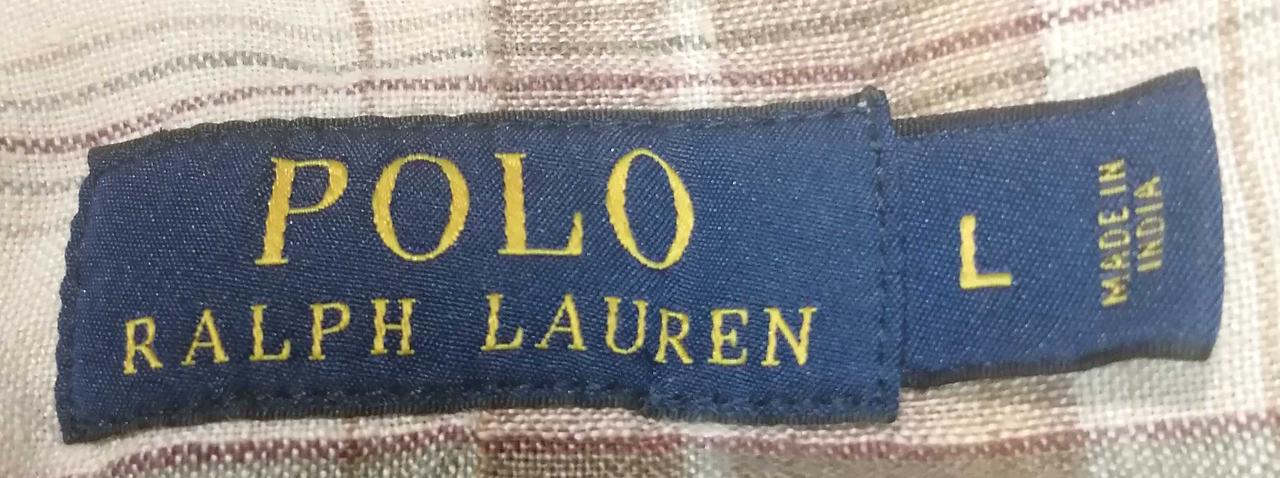 POLO
RALPH LAUREN
L
MADE IN
INDIA